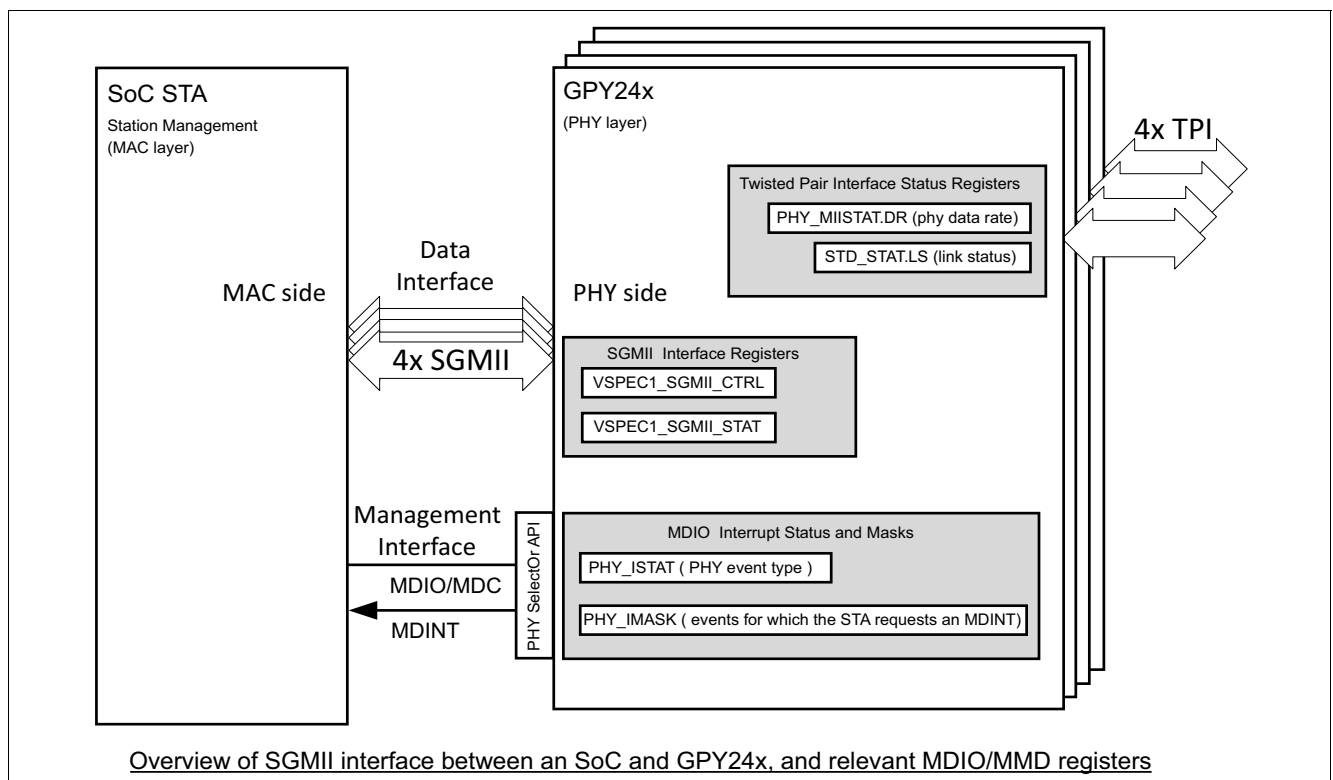 SoC STA
Station Management
(MAC layer)
MAC side
Data
Interface
4x SGMII
Management
Interface
MDIO/MDC
MDINT
PHY SelectOr API
GPY24x
(PHY layer)
4x TPI
Twisted Pair Interface Status Registers
PHY_MIISTAT.DR (phy data rate)
STD_STAT.LS (link status)
PHY side
SGMII Interface Registers
VSPEC1_SGMII_CTRL
VSPEC1_SGMII_STAT
MDIO Interrupt Status and Masks
PHY_ISTAT ( PHY event type )
PHY_IMASK ( events for which the STA requests an MDINT)
Overview of SGMII interface between an SoC and GPY24x, and relevant MDIO/MMD registers